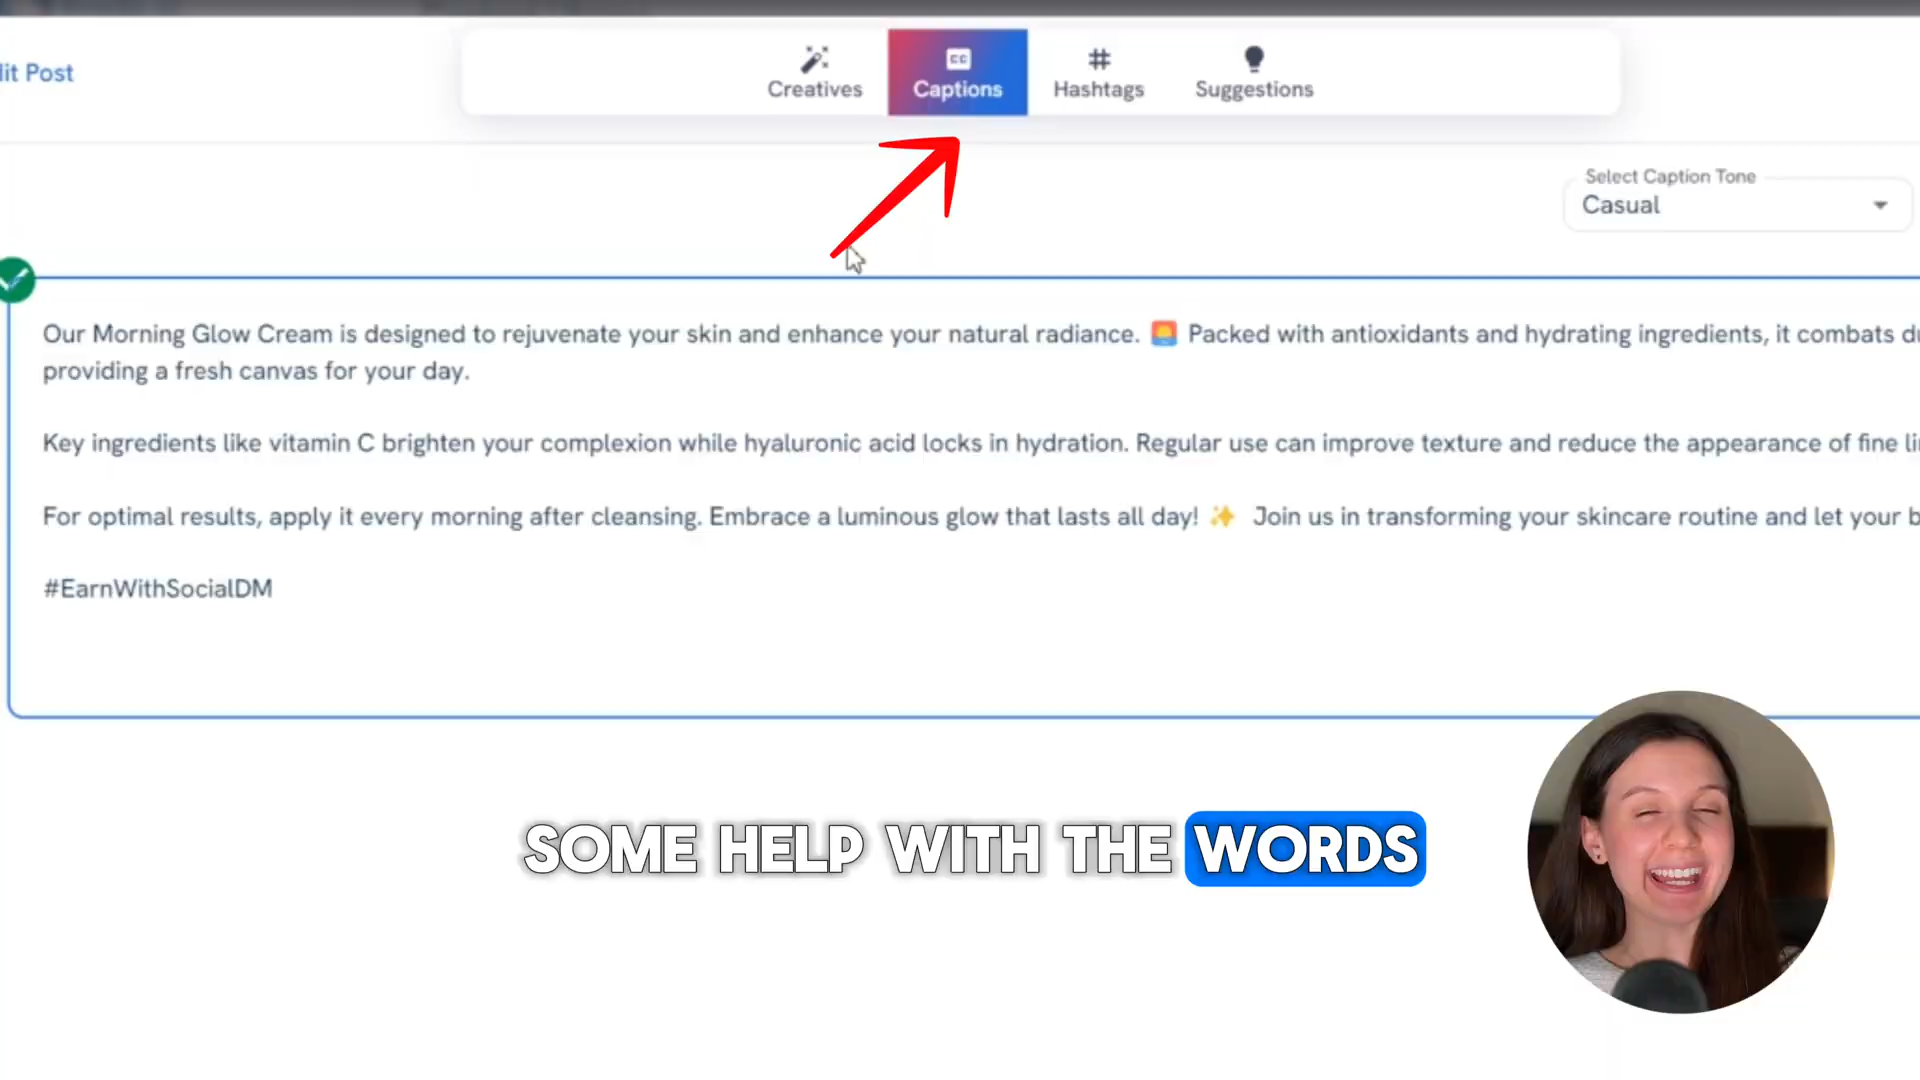 it Post
Creatives
CC
Captions
Hashtags
Suggestions
Select Caption Tone
Casual
Our Morning Glow Cream is designed to rejuvenate your skin and enhance your natural radiance. 🌅 Packed with antioxidants and hydrating ingredients, it combats
providing a fresh canvas for your day.
Key ingredients like vitamin C brighten your complexion while hyaluronic acid locks in hydration. Regular use can improve texture and reduce the appearance of fine
For optimal results, apply it every morning after cleansing. Embrace a luminous glow that lasts all day! ✨ Join us in transforming your skincare routine and let your
#EarnWithSocialDM
SOME HELP WITH THE WORDS